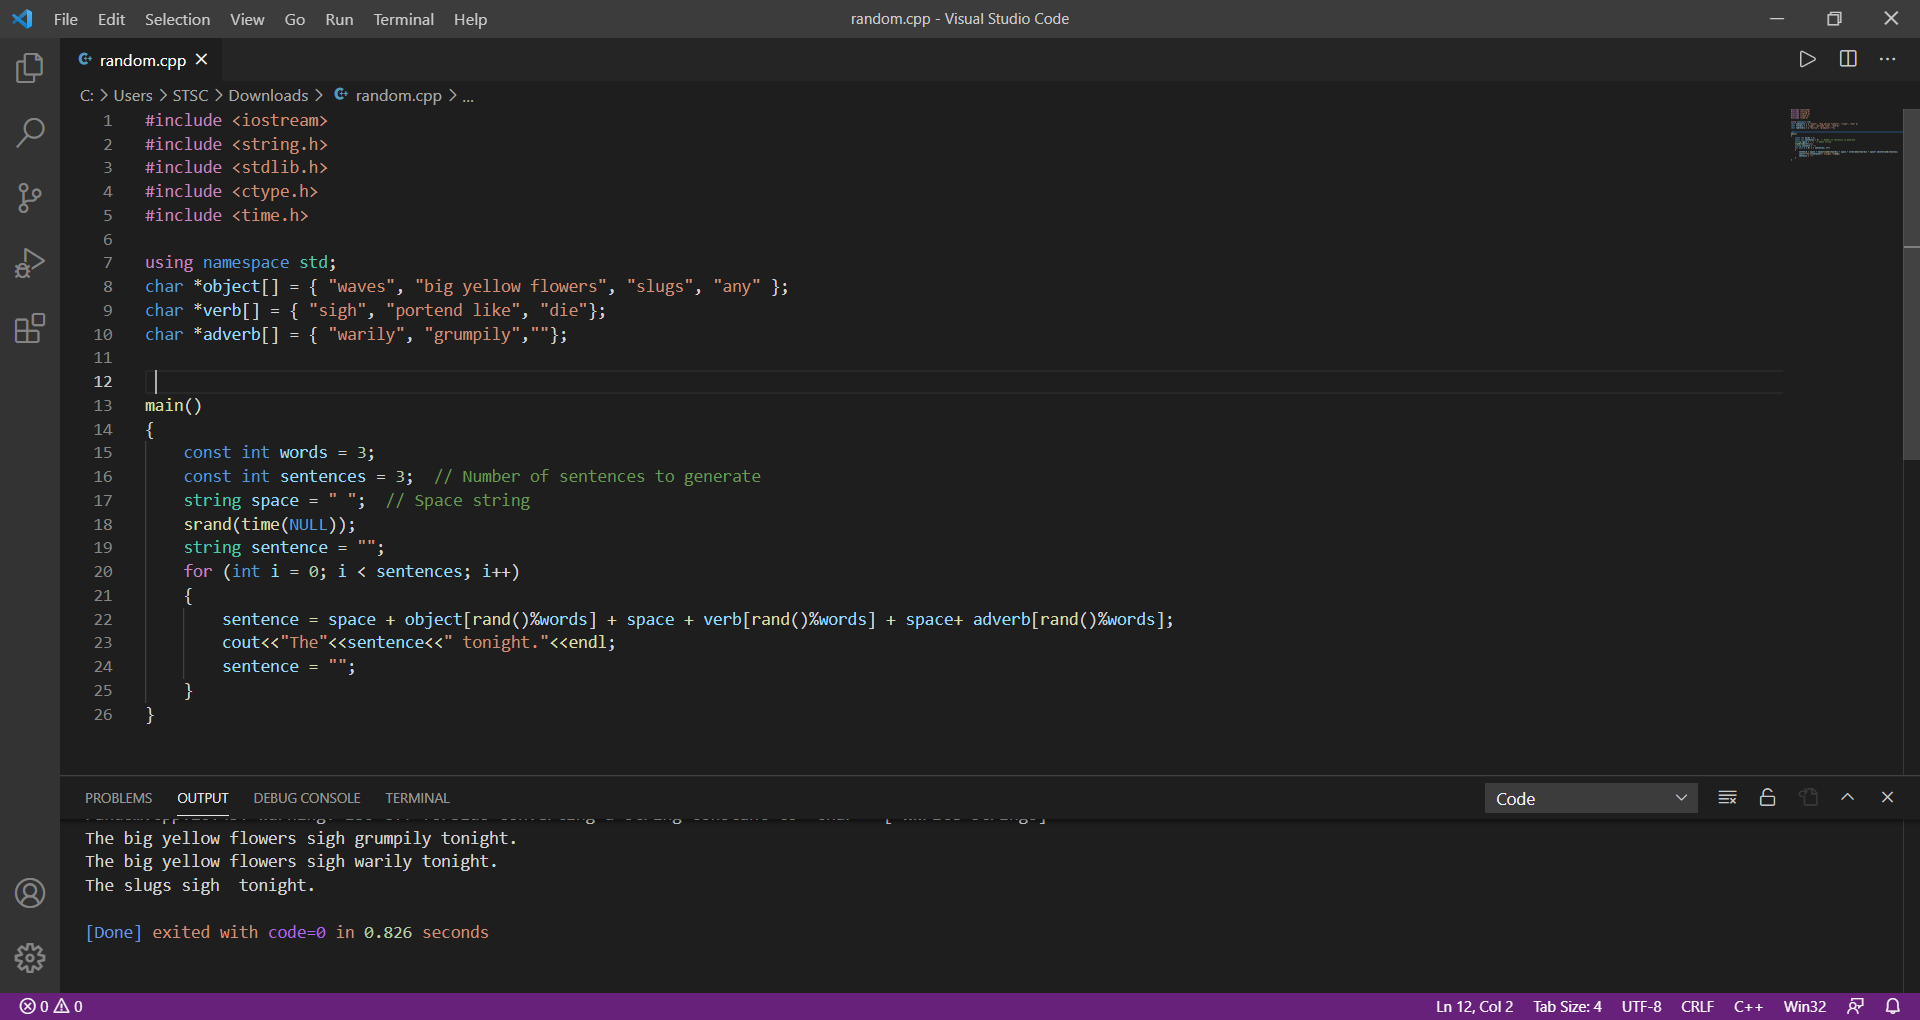 File Edit Selection View Go Run Terminal Help random.cpp - Visual Studio Code
random.cpp
C: > Users > STSC > Downloads > random.cpp > ...
1 #include <iostream>
2 #include <string.h>
3 #include <stdlib.h>
4 #include <ctype.h>
5 #include <time.h>
6
7 using namespace std;
8 char *object[] = { "waves", "big yellow flowers", "slugs", "any" };
9 char *verb[] = { "sigh", "portend like", "die"};
10 char *adverb[] = { "warily", "grumpily",""};
11
12
13 main()
14 {
15 const int words = 3;
16 const int sentences = 3;  // Number of sentences to generate
17 string space = " ";  // Space string
18 srand(time(NULL));
19 string sentence = "";
20 for (int i = 0; i < sentences; i++)
21 {
22 sentence = space + object[rand()%words] + space + verb[rand()%words] + space+ adverb[rand()%words];
23 cout<<"The"<<sentence<<" tonight."<<endl;
24 sentence = "";
25 }
26 }
PROBLEMS OUTPUT DEBUG CONSOLE TERMINAL Code
The big yellow flowers sigh grumpily tonight.
The big yellow flowers sigh warily tonight.
The slugs sigh  tonight.
[Done] exited with code=0 in 0.826 seconds
0 0 Ln 12, Col 2 Tab Size: 4 UTF-8 CRLF C++ Win32